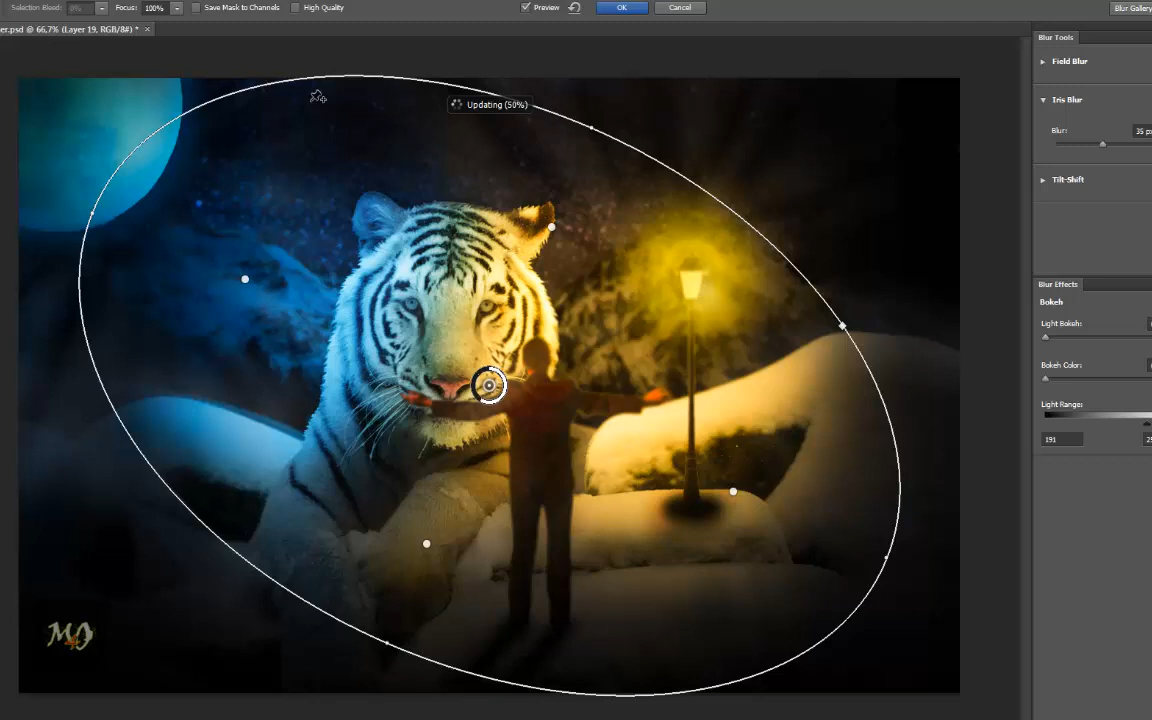 Selection Bleed: 0% Focus: 100% Save Mask to Channels High Quality Preview OK Cancel Blur Gallery
er.psd @ 66,7% (Layer 19, RGB/8#) * ×
Blur Tools
Field Blur
Updating (50%)
Iris Blur
Blur: 35 px
Tilt-Shift
Blur Effects
Bokeh
Light Bokeh:
Bokeh Color:
Light Range:
191